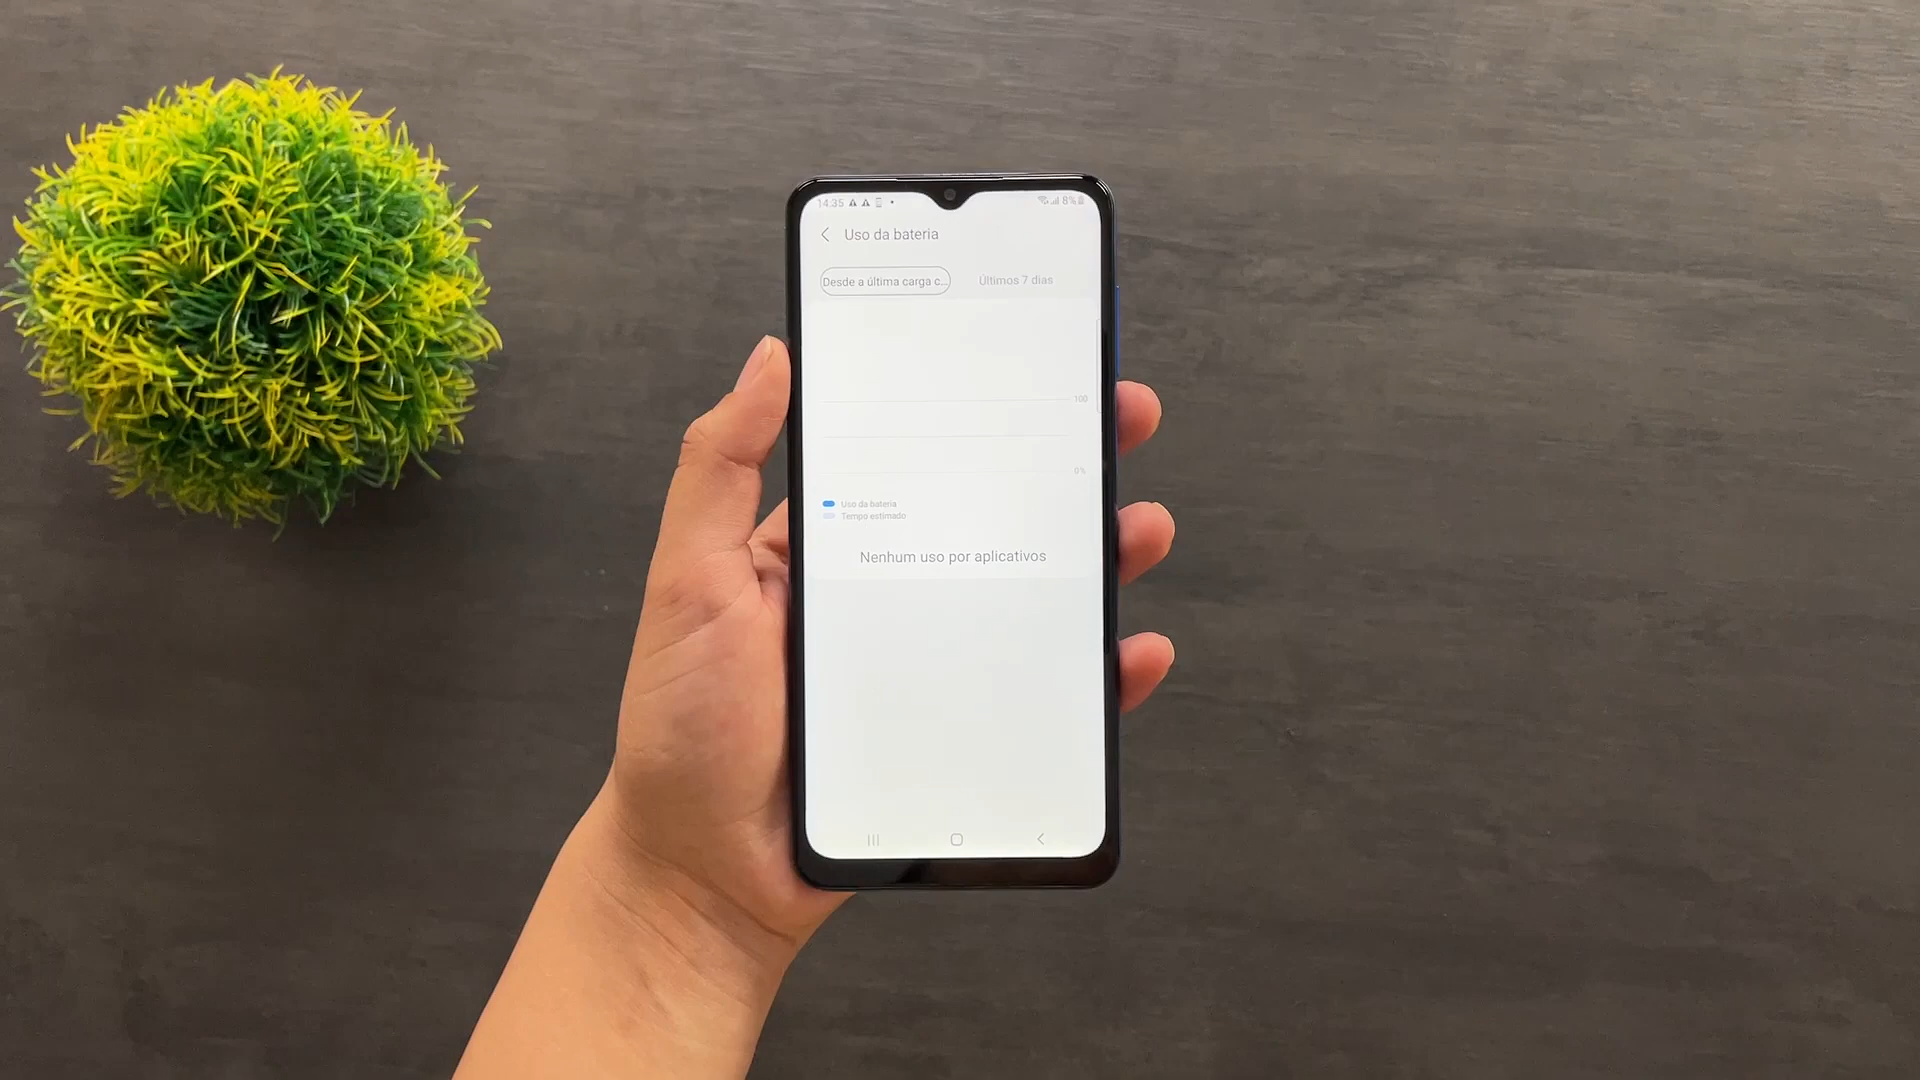 14:35 8%
Uso da bateria
Desde a última carga c... Últimos 7 dias
100
0%
Uso da bateria
Tempo estimado
Nenhum uso por aplicativos